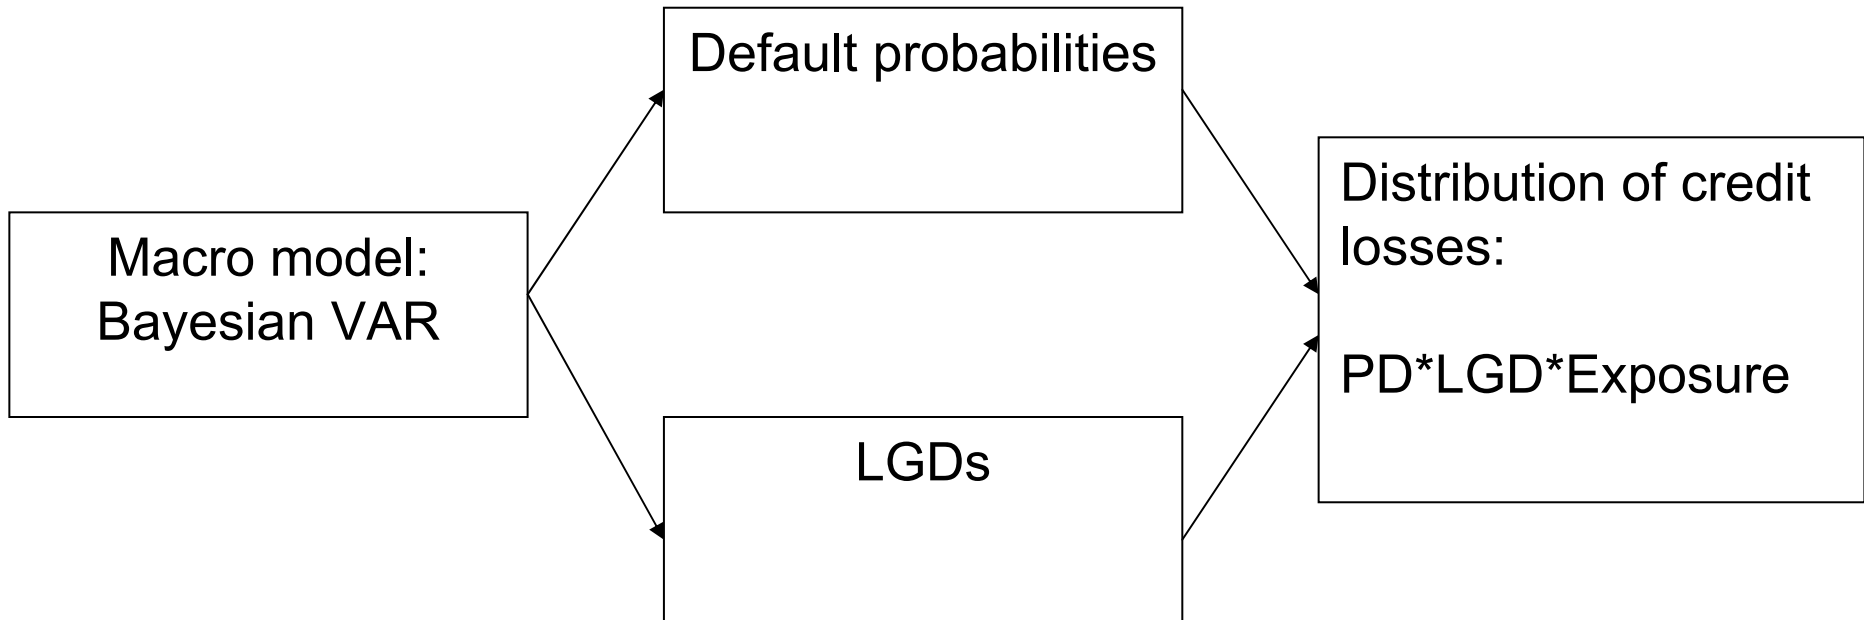 Default probabilities
Macro model:
Bayesian VAR
LGDs
Distribution of credit
losses:
PD*LGD*Exposure